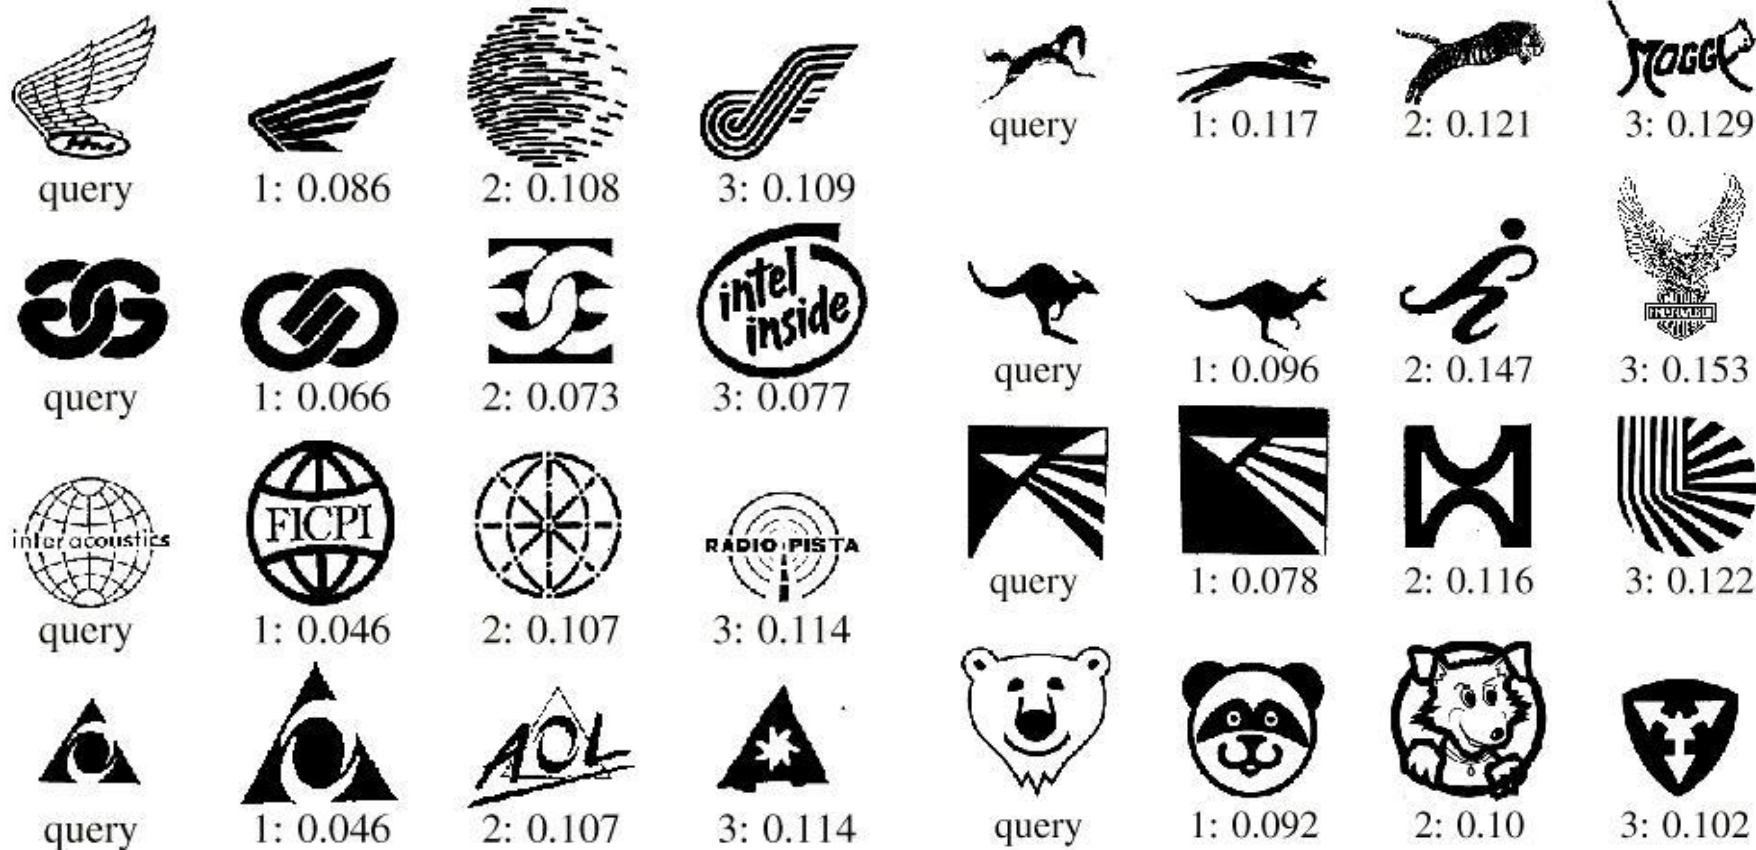 query 1: 0.086 2: 0.108 3: 0.109
query 1: 0.117 2: 0.121 3: 0.129
MOGGY
intel
inside
query 1: 0.066 2: 0.073 3: 0.077
query 1: 0.096 2: 0.147 3: 0.153
interacoustics
FICPI
RADIO PISTA
query 1: 0.046 2: 0.107 3: 0.114
query 1: 0.078 2: 0.116 3: 0.122
AOL
query 1: 0.046 2: 0.107 3: 0.114
query 1: 0.092 2: 0.10 3: 0.102